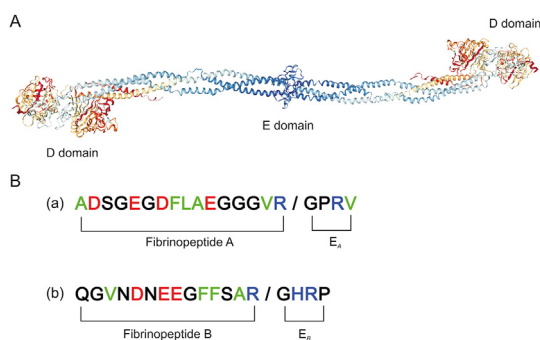 A
D domain
E domain
D domain
B
(a) ADSGEGDFLAEGGGVR / GPRV
Fibrinopeptide A
EA
(b) QGVNDNEEGFFSAR / GHRP
Fibrinopeptide B
EB